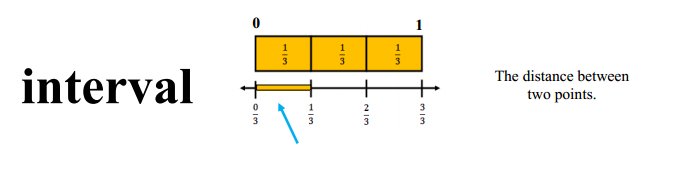 interval
0 1
1/3 1/3 1/3
0/3 1/3 2/3 3/3
The distance between
two points.